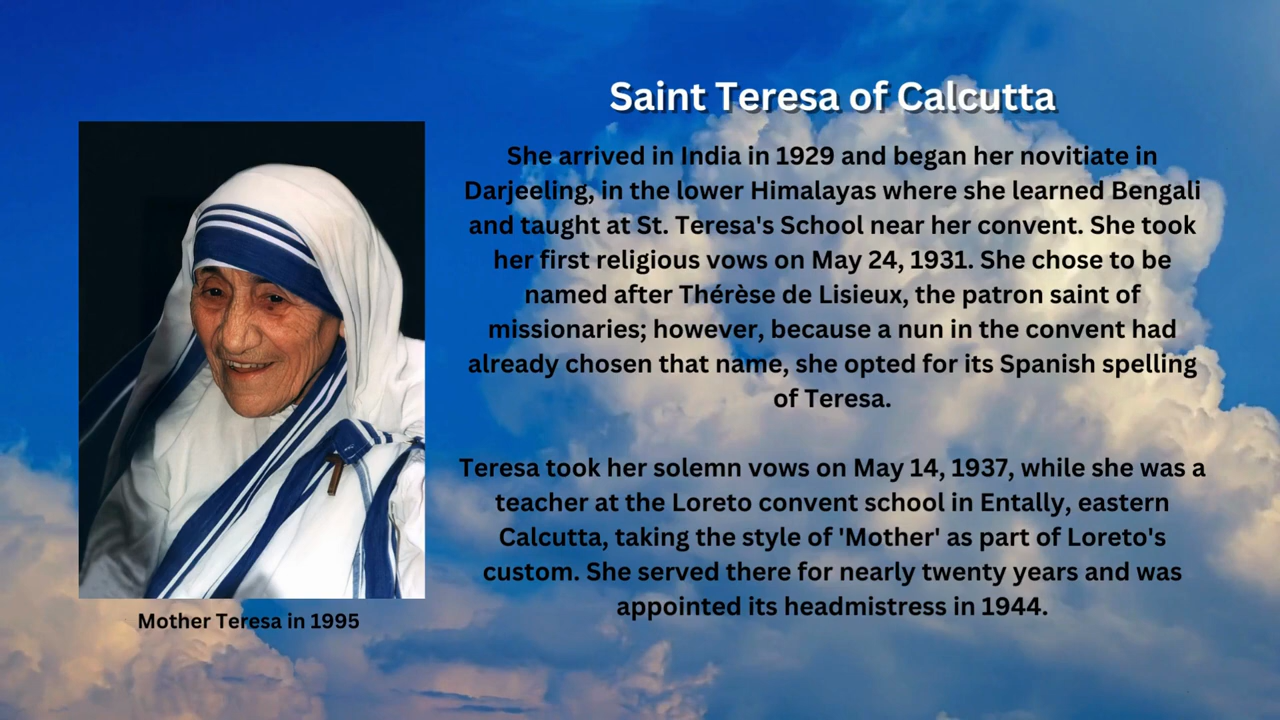 Saint Teresa of Calcutta
She arrived in India in 1929 and began her novitiate in
Darjeeling, in the lower Himalayas where she learned Bengali
and taught at St. Teresa's School near her convent. She took
her first religious vows on May 24, 1931. She chose to be
named after Thérèse de Lisieux, the patron saint of
missionaries; however, because a nun in the convent had
already chosen that name, she opted for its Spanish spelling
of Teresa.
Teresa took her solemn vows on May 14, 1937, while she was a
teacher at the Loreto convent school in Entally, eastern
Calcutta, taking the style of 'Mother' as part of Loreto's
custom. She served there for nearly twenty years and was
appointed its headmistress in 1944.
Mother Teresa in 1995